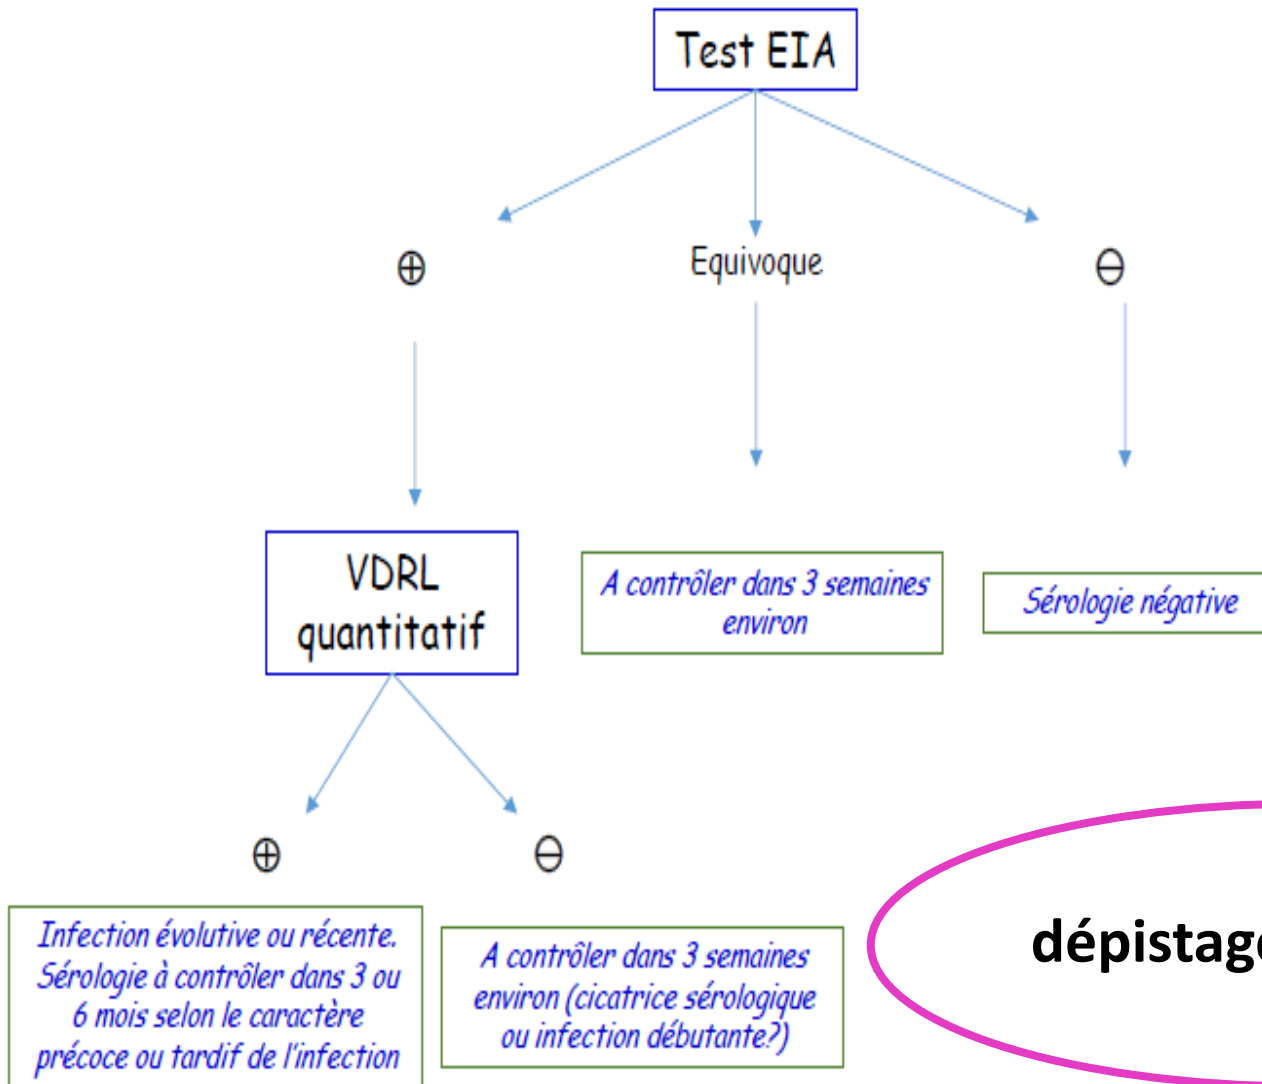 Test EIA
⊕
Equivoque
⊖
VDRL
quantitatif
A contrôler dans 3 semaines
environ
Sérologie négative
⊕
⊖
Infection évolutive ou récente.
Sérologie à contrôler dans 3 ou
6 mois selon le caractère
précoce ou tardif de l'infection
A contrôler dans 3 semaines
environ (cicatrice sérologique
ou infection débutante?)
dépistage